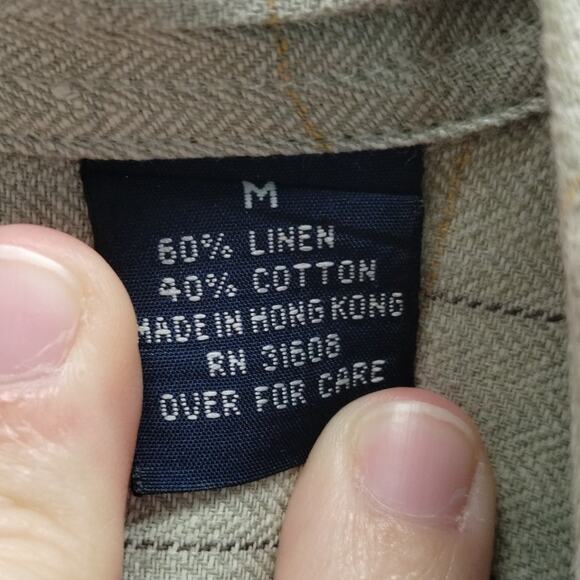 M
60% LINEN
40% COTTON
MADE IN HONG KONG
RN 31608
OVER FOR CARE